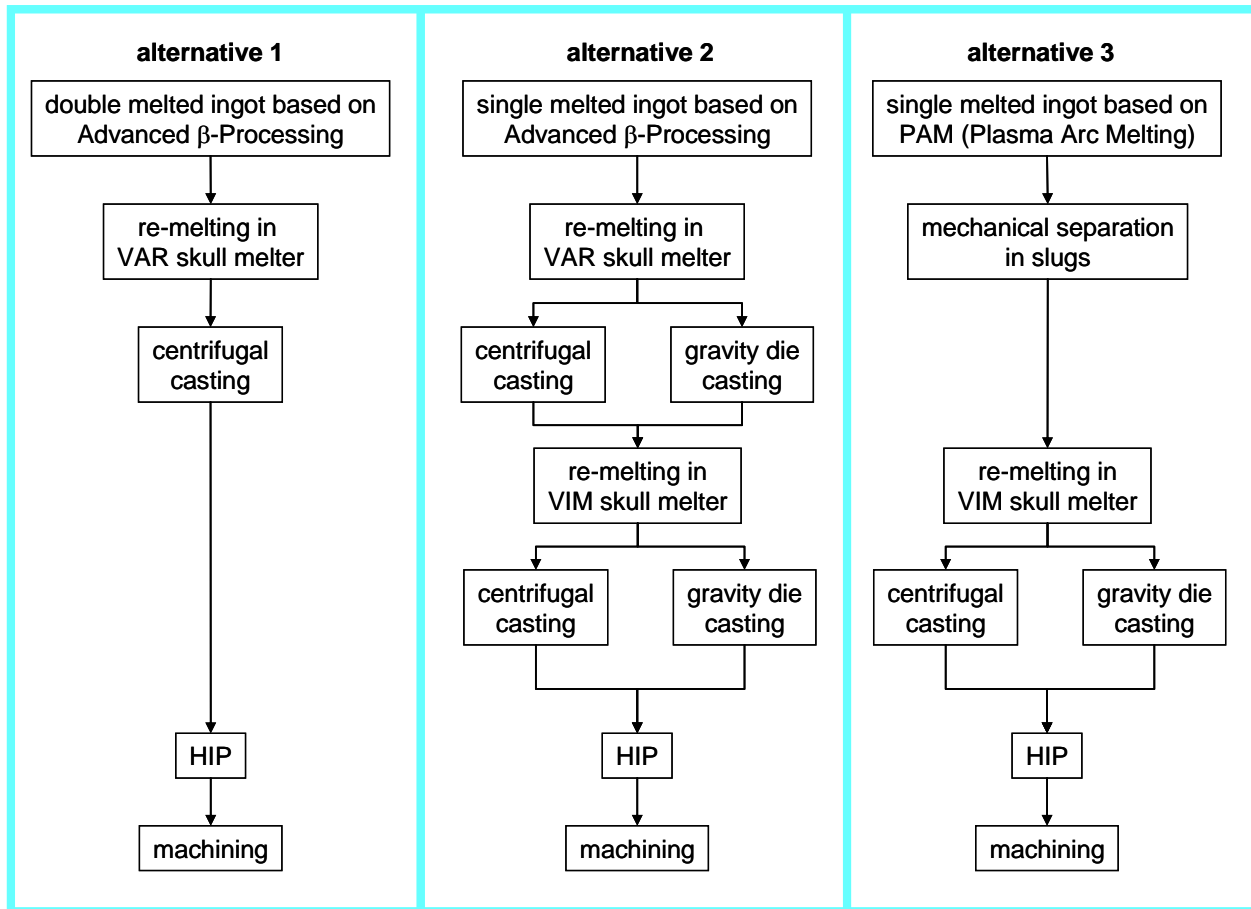 alternative 1
double melted ingot based on
Advanced β-Processing
re-melting in
VAR skull melter
centrifugal
casting
HIP
machining
alternative 2
single melted ingot based on
Advanced β-Processing
re-melting in
VAR skull melter
centrifugal
casting
gravity die
casting
re-melting in
VIM skull melter
centrifugal
casting
gravity die
casting
HIP
machining
alternative 3
single melted ingot based on
PAM (Plasma Arc Melting)
mechanical separation
in slugs
re-melting in
VIM skull melter
centrifugal
casting
gravity die
casting
HIP
machining